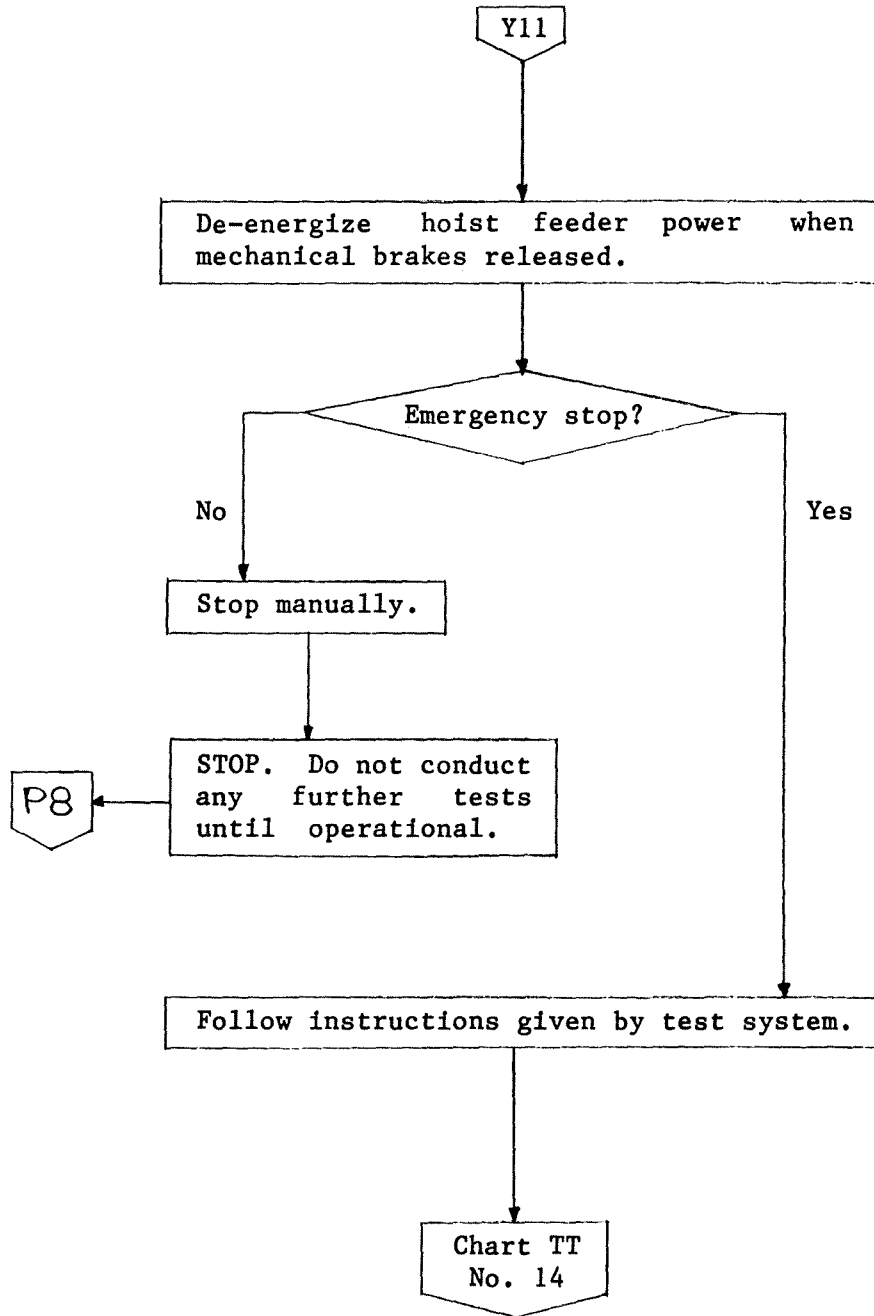 Y11
De-energize hoist feeder power when
mechanical brakes released.
Emergency stop?
No
Yes
Stop manually.
STOP. Do not conduct
any further tests
until operational.
P8
Follow instructions given by test system.
Chart TT
No. 14